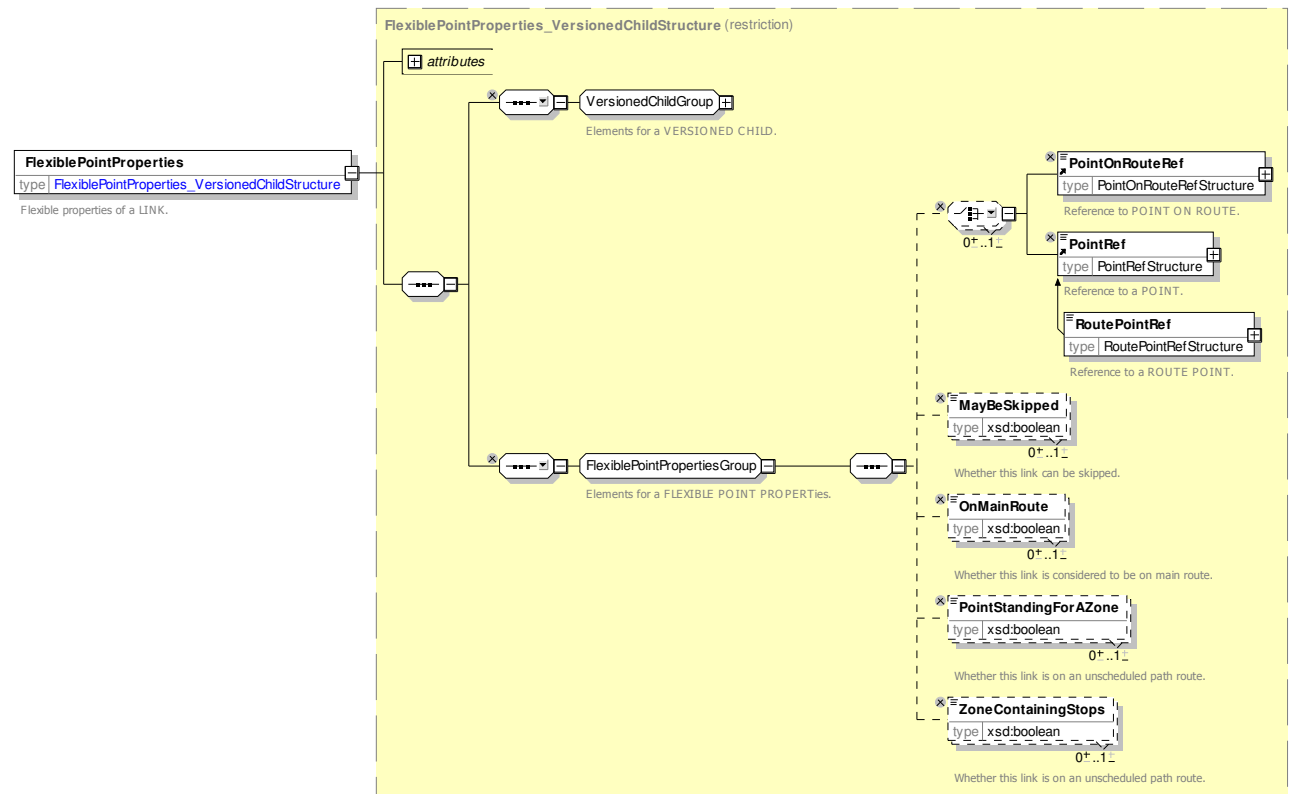 FlexiblePointProperties_VersionedChildStructure (restriction)
attributes
VersionedChildGroup
Elements for a VERSIONED CHILD.
FlexiblePointProperties
type FlexiblePointProperties_VersionedChildStructure
Flexible properties of a LINK.
PointOnRouteRef
type PointOnRouteRefStructure
Reference to POINT ON ROUTE.
0..1
PointRef
type PointRefStructure
Reference to a POINT.
RoutePointRef
type RoutePointRefStructure
Reference to a ROUTE POINT.
MayBeSkipped
type xsd:boolean
0..1
Whether this link can be skipped.
FlexiblePointPropertiesGroup
Elements for a FLEXIBLE POINT PROPERTies.
OnMainRoute
type xsd:boolean
0..1
Whether this link is considered to be on main route.
PointStandingForAZone
type xsd:boolean
0..1
Whether this link is on an unscheduled path route.
ZoneContainingStops
type xsd:boolean
0..1
Whether this link is on an unscheduled path route.